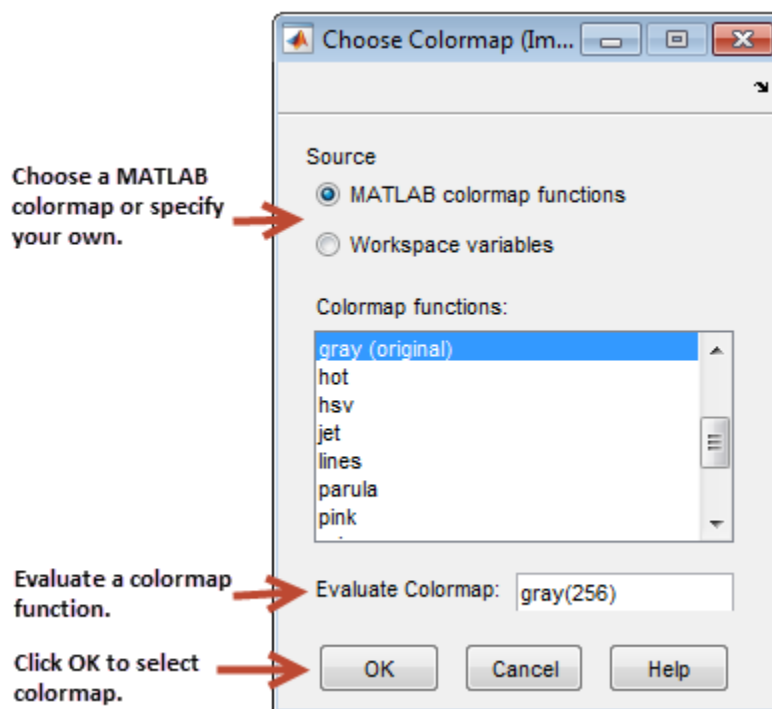 Choose Colormap (Im...
Source
Choose a MATLAB
colormap or specify
your own.
MATLAB colormap functions
Workspace variables
Colormap functions:
gray (original)
hot
hsv
jet
lines
parula
pink
Evaluate a colormap
function.
Evaluate Colormap:
gray(256)
Click OK to select
colormap.
OK
Cancel
Help